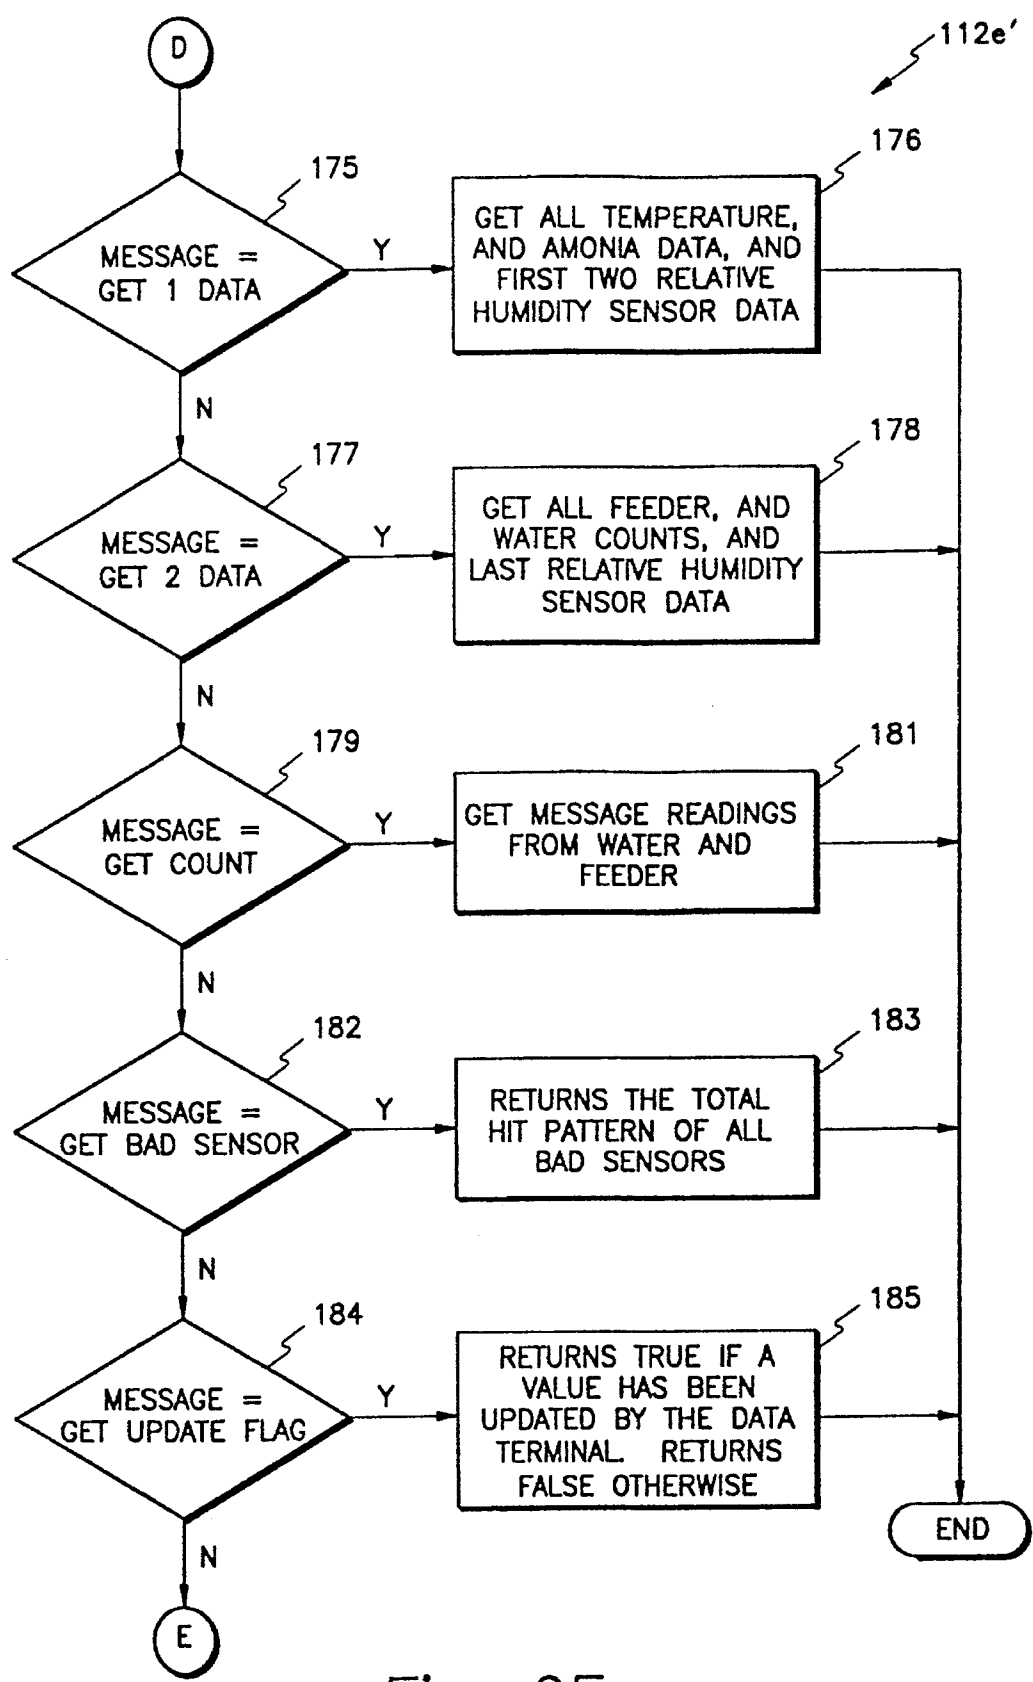 D
112e'
175
176
MESSAGE =
GET 1 DATA
Y
GET ALL TEMPERATURE,
AND AMONIA DATA, AND
FIRST TWO RELATIVE
HUMIDITY SENSOR DATA
N
177
178
MESSAGE =
GET 2 DATA
Y
GET ALL FEEDER, AND
WATER COUNTS, AND
LAST RELATIVE HUMIDITY
SENSOR DATA
N
179
181
MESSAGE =
GET COUNT
Y
GET MESSAGE READINGS
FROM WATER AND
FEEDER
N
182
183
MESSAGE =
GET BAD SENSOR
Y
RETURNS THE TOTAL
HIT PATTERN OF ALL
BAD SENSORS
N
184
185
MESSAGE =
GET UPDATE FLAG
Y
RETURNS TRUE IF A
VALUE HAS BEEN
UPDATED BY THE DATA
TERMINAL. RETURNS
FALSE OTHERWISE
END
N
E